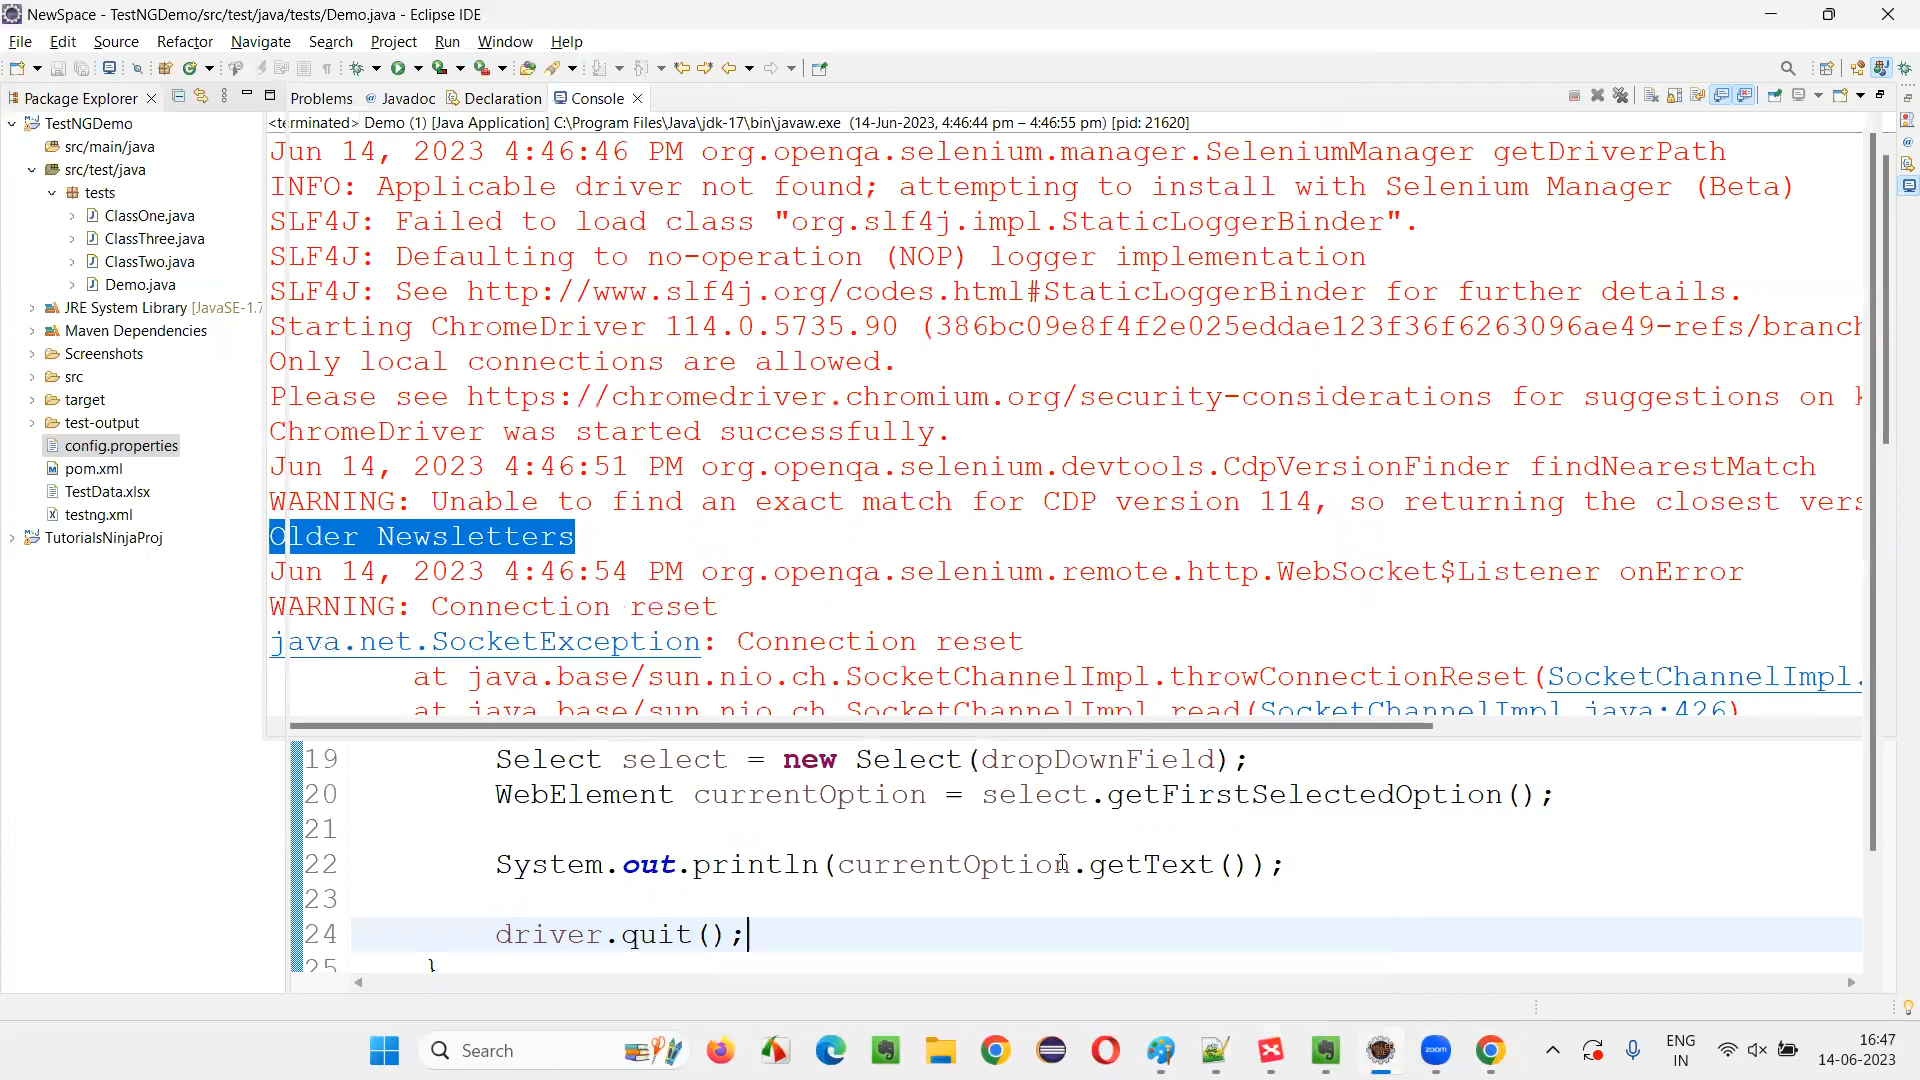 NewSpace - TestNGDemo/src/test/java/tests/Demo.java - Eclipse IDE
File Edit Source Refactor Navigate Search Project Run Window Help
Package Explorer
Problems Javadoc Declaration Console
TestNGDemo
src/main/java
src/test/java
tests
ClassOne.java
ClassThree.java
ClassTwo.java
Demo.java
JRE System Library [JavaSE-1.7
Maven Dependencies
Screenshots
src
target
test-output
config.properties
pom.xml
TestData.xlsx
testng.xml
TutorialsNinjaProj
<terminated> Demo (1) [Java Application] C:\Program Files\Java\jdk-17\bin\javaw.exe (14-Jun-2023, 4:46:44 pm – 4:46:55 pm) [pid: 21620]
Jun 14, 2023 4:46:46 PM org.openqa.selenium.manager.SeleniumManager getDriverPath
INFO: Applicable driver not found; attempting to install with Selenium Manager (Beta)
SLF4J: Failed to load class "org.slf4j.impl.StaticLoggerBinder".
SLF4J: Defaulting to no-operation (NOP) logger implementation
SLF4J: See http://www.slf4j.org/codes.html#StaticLoggerBinder for further details.
Starting ChromeDriver 114.0.5735.90 (386bc09e8f4f2e025eddae123f36f6263096ae49-refs/branch
Only local connections are allowed.
Please see https://chromedriver.chromium.org/security-considerations for suggestions on
ChromeDriver was started successfully.
Jun 14, 2023 4:46:51 PM org.openqa.selenium.devtools.CdpVersionFinder findNearestMatch
WARNING: Unable to find an exact match for CDP version 114, so returning the closest vers
Older Newsletters
Jun 14, 2023 4:46:54 PM org.openqa.selenium.remote.http.WebSocket$Listener onError
WARNING: Connection reset
java.net.SocketException: Connection reset
at java.base/sun.nio.ch.SocketChannelImpl.throwConnectionReset(SocketChannelImpl.
at java.base/sun.nio.ch.SocketChannelImpl.read(SocketChannelImpl.java:426)
19 Select select = new Select(dropDownField);
20 WebElement currentOption = select.getFirstSelectedOption();
21
22 System.out.println(currentOption.getText());
23
24 driver.quit();
25 }
Search
zoom
ENG
IN
16:47
14-06-2023